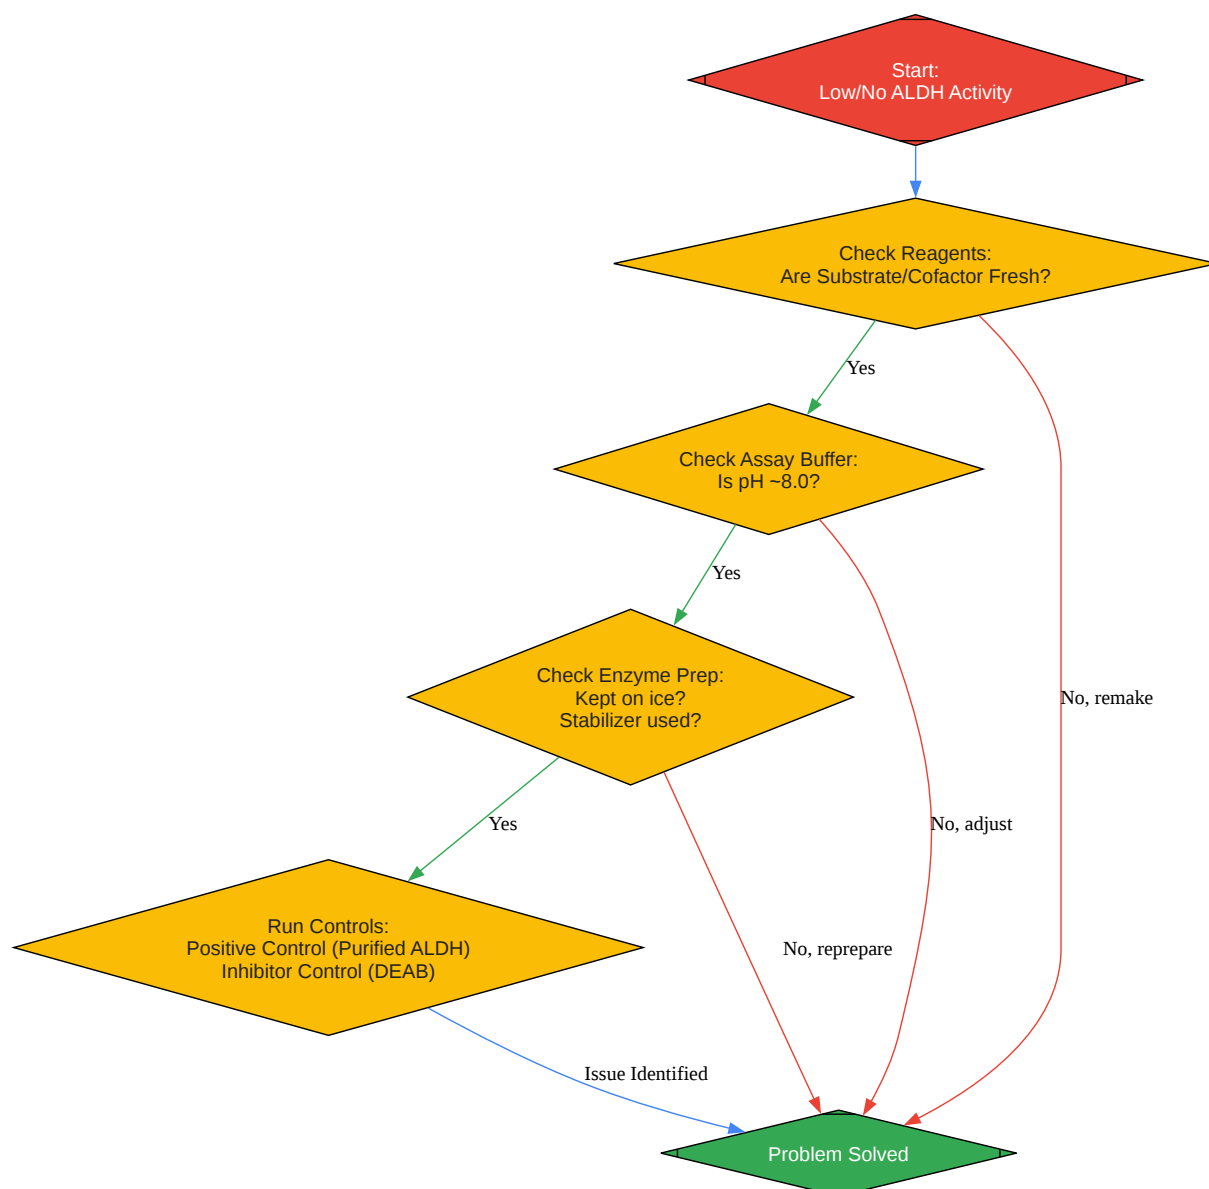 Start:
Low/No ALDH Activity
Check Reagents:
Are Substrate/Cofactor Fresh?
Yes
Check Assay Buffer:
Is pH ~8.0?
Yes
Check Enzyme Prep:
Kept on ice?
Stabilizer used?
No, remake
Yes
No, adjust
Run Controls:
Positive Control (Purified ALDH)
Inhibitor Control (DEAB)
No, reprepare
Issue Identified
Problem Solved